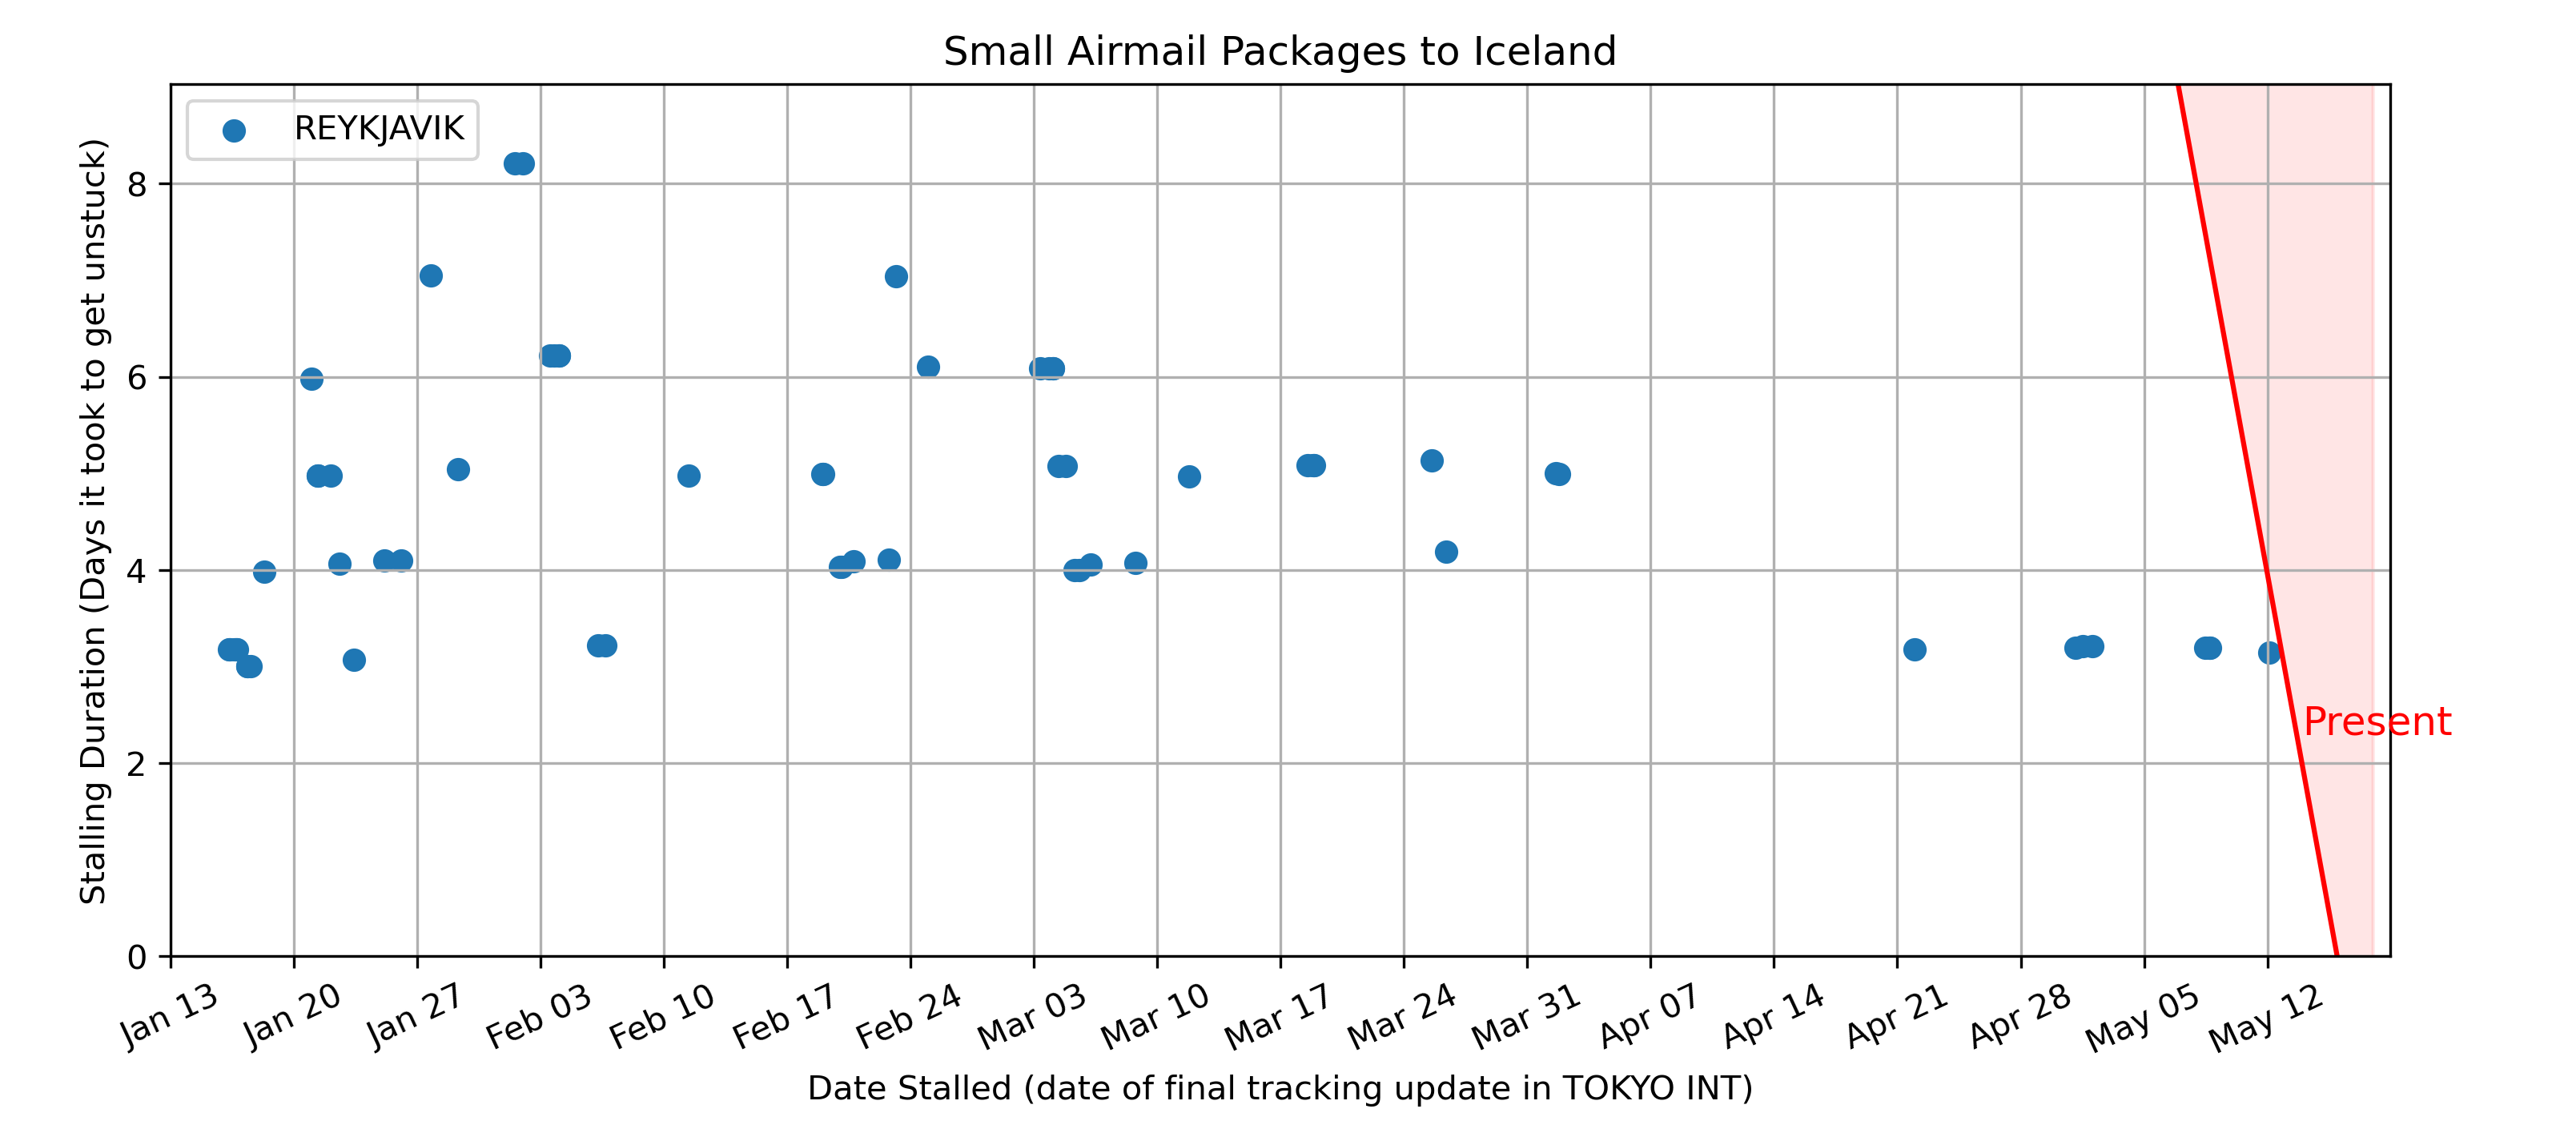 Small Airmail Packages to Iceland
REYKJAVIK
Stalling Duration (Days it took to get unstuck)
8
6
4
2
0
Present
Jan 13
Jan 20
Jan 27
Feb 03
Feb 10
Feb 17
Feb 24
Mar 03
Mar 10
Mar 17
Mar 24
Mar 31
Apr 07
Apr 14
Apr 21
Apr 28
May 05
May 12
Date Stalled (date of final tracking update in TOKYO INT)